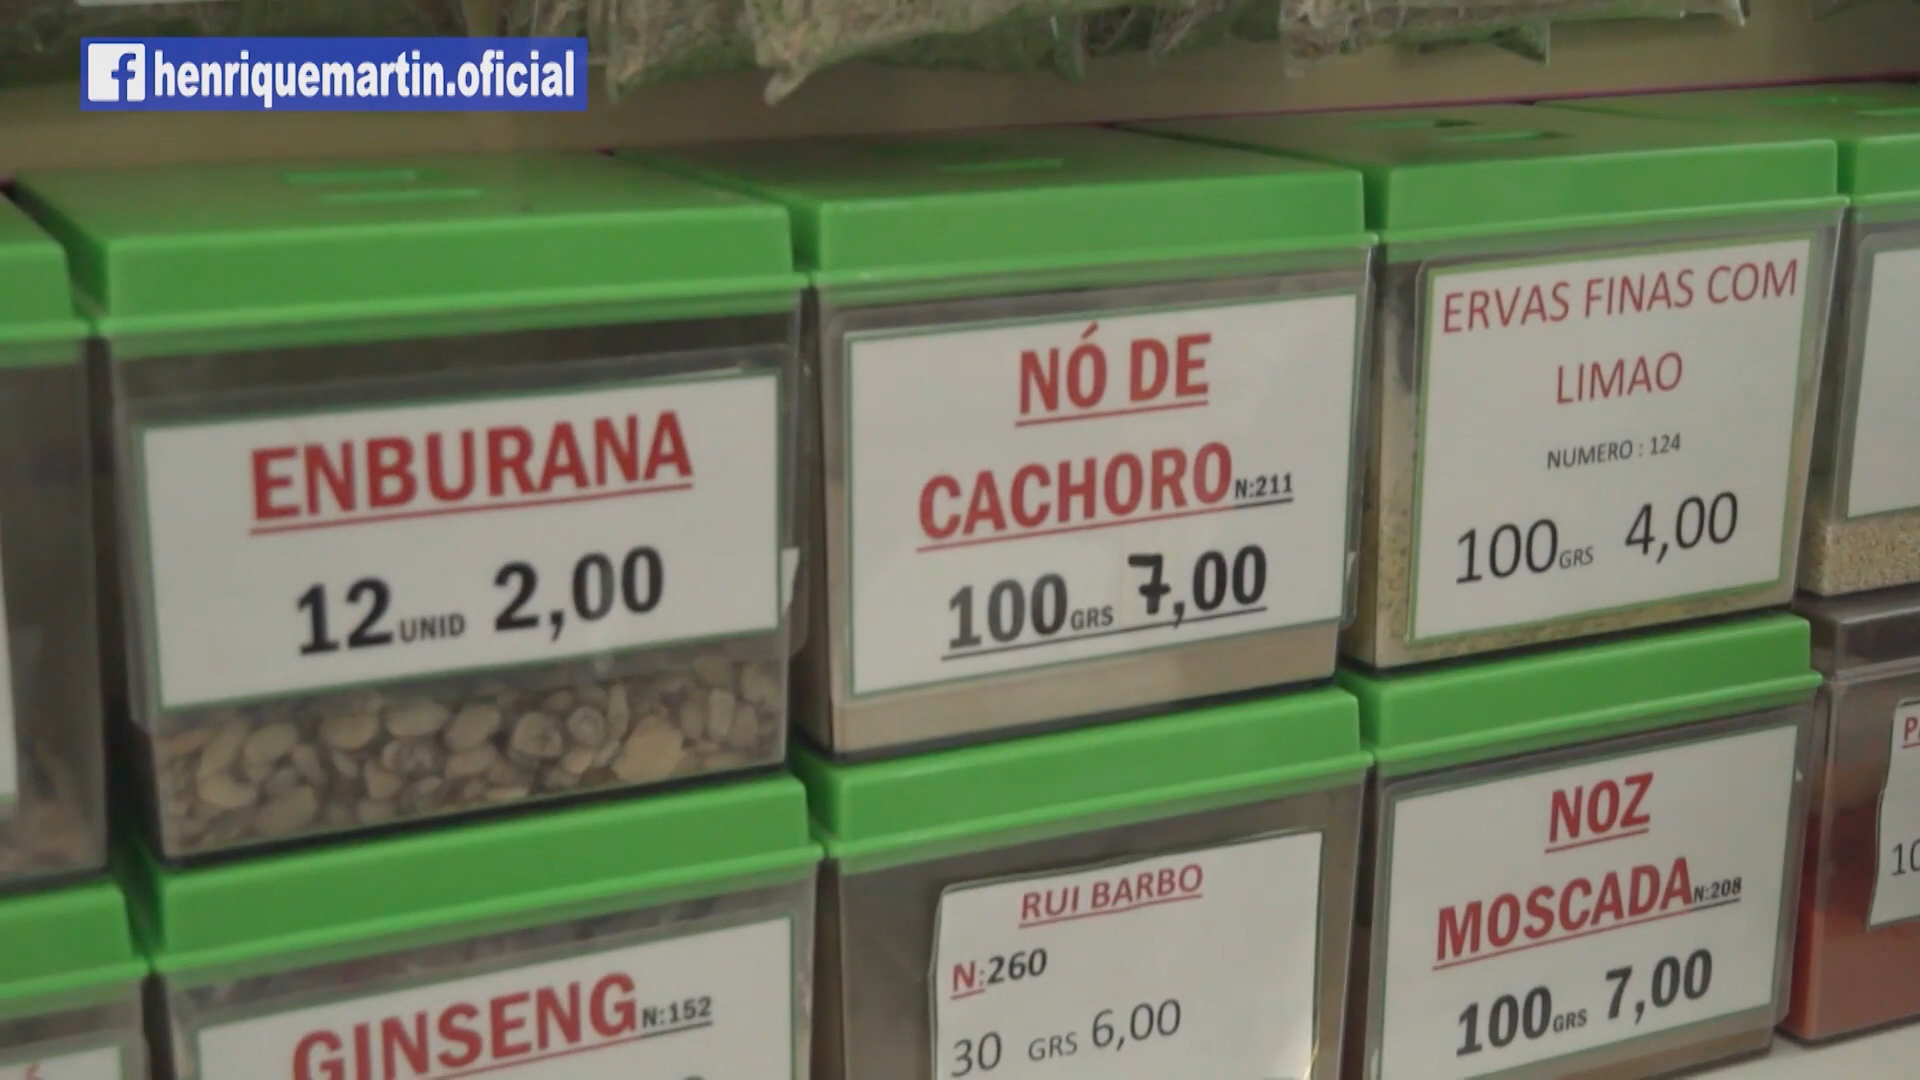 henriquemartin.oficial
ENBURANA
12 UNID 2,00
NÓ DE
CACHORO N:211
100 GRS 7,00
ERVAS FINAS COM
LIMAO
NUMERO : 124
100 GRS 4,00
GINSENG N:152
RUI BARBO
N:260
30 GRS 6,00
NOZ
MOSCADA N:208
100 GRS 7,00